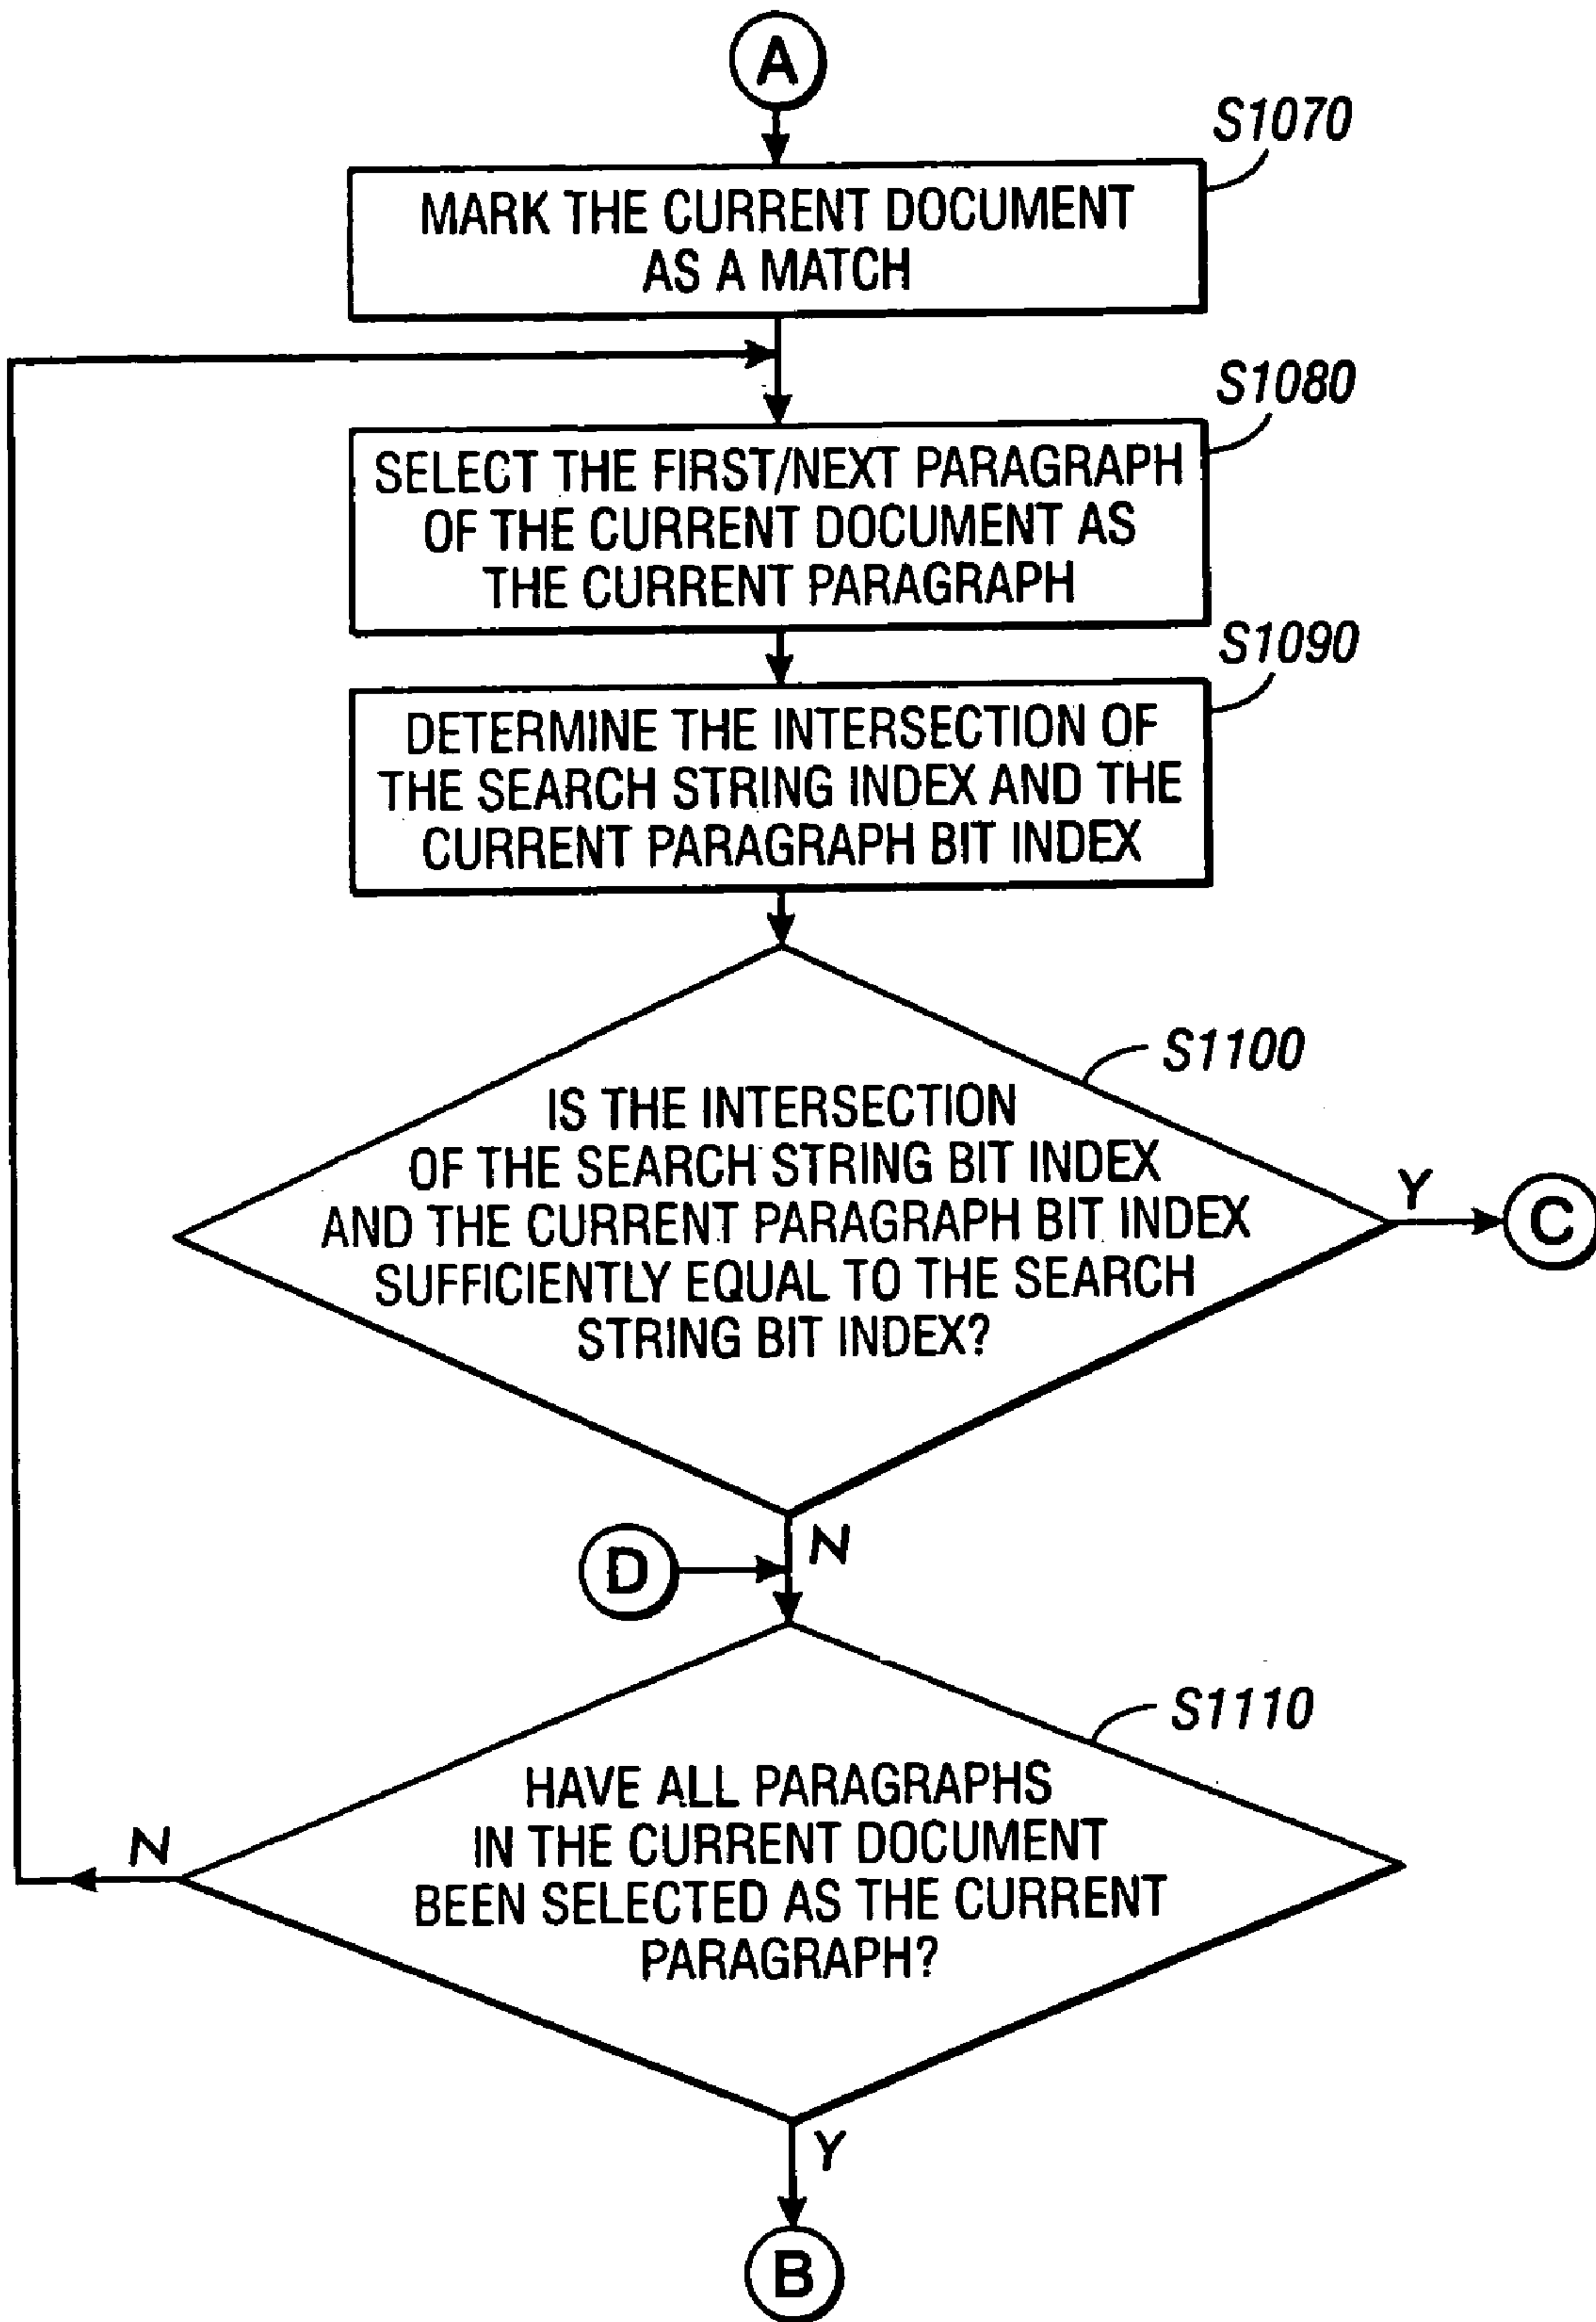 A
S1070
MARK THE CURRENT DOCUMENT
AS A MATCH
S1080
SELECT THE FIRST/NEXT PARAGRAPH
OF THE CURRENT DOCUMENT AS
THE CURRENT PARAGRAPH
S1090
DETERMINE THE INTERSECTION OF
THE SEARCH STRING INDEX AND THE
CURRENT PARAGRAPH BIT INDEX
S1100
IS THE INTERSECTION
OF THE SEARCH STRING BIT INDEX
AND THE CURRENT PARAGRAPH BIT INDEX
SUFFICIENTLY EQUAL TO THE SEARCH
STRING BIT INDEX?
Y
C
N
D
S1110
HAVE ALL PARAGRAPHS
IN THE CURRENT DOCUMENT
BEEN SELECTED AS THE CURRENT
PARAGRAPH?
N
Y
B